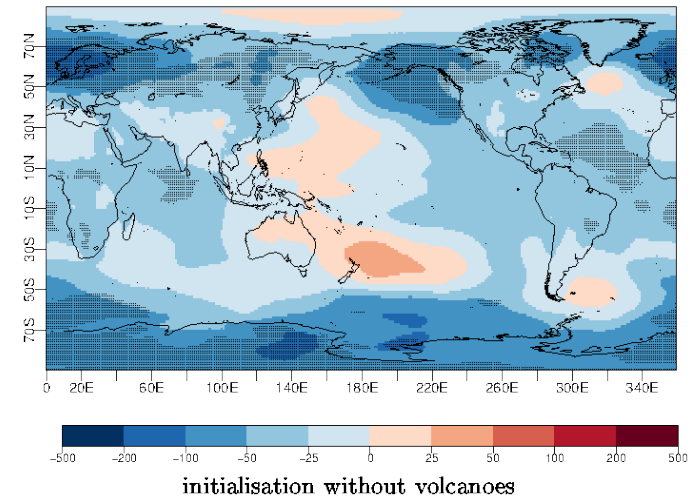 70N
50N
30N
10N
10S
30S
50S
70S
0 20E 60E 100E 140E 180E 220E 260E 300E 340E
-500 -200 -100 -50 -25 0 25 50 100 200 500
initialisation without volcanoes